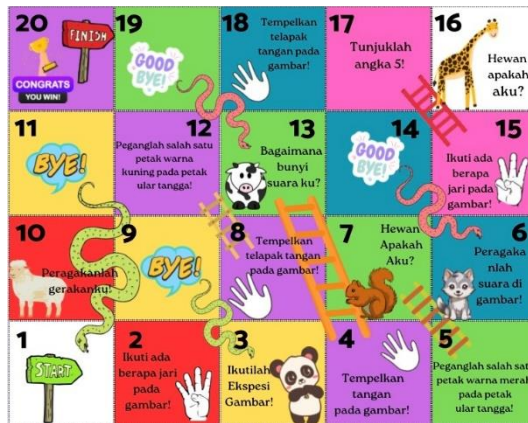 20
FINISH
CONGRATS
YOU WIN!
19
GOOD
BYE!
18
Tempelkan
telapak
tangan pada
gambar!
17
Tunjuklah
angka 5!
16
Hewan
apakah
aku?
11
BYE!
12
Peganglah salah satu
petak warna
kuning pada petak
ular tangga!
13
Bagaimana
bunyi
suara ku?
14
GOOD
BYE!
15
Ikuti ada
berapa
jari pada
gambar!
10
Peragakanlah
gerakanku!
9
BYE!
8
Tempelkan
telapak tangan
pada gambar!
7
Hewan
Apakah
Aku?
6
Peragaka
nlah
suara di
gambar!
1
START
2
Ikuti ada
berapa jari
pada
gambar!
3
Ikutilah
Ekspesi
Gambar!
4
Tempelkan
tangan
pada gambar!
5
Peganglah salah sat
petak warna merah
pada petak
ular tangga!